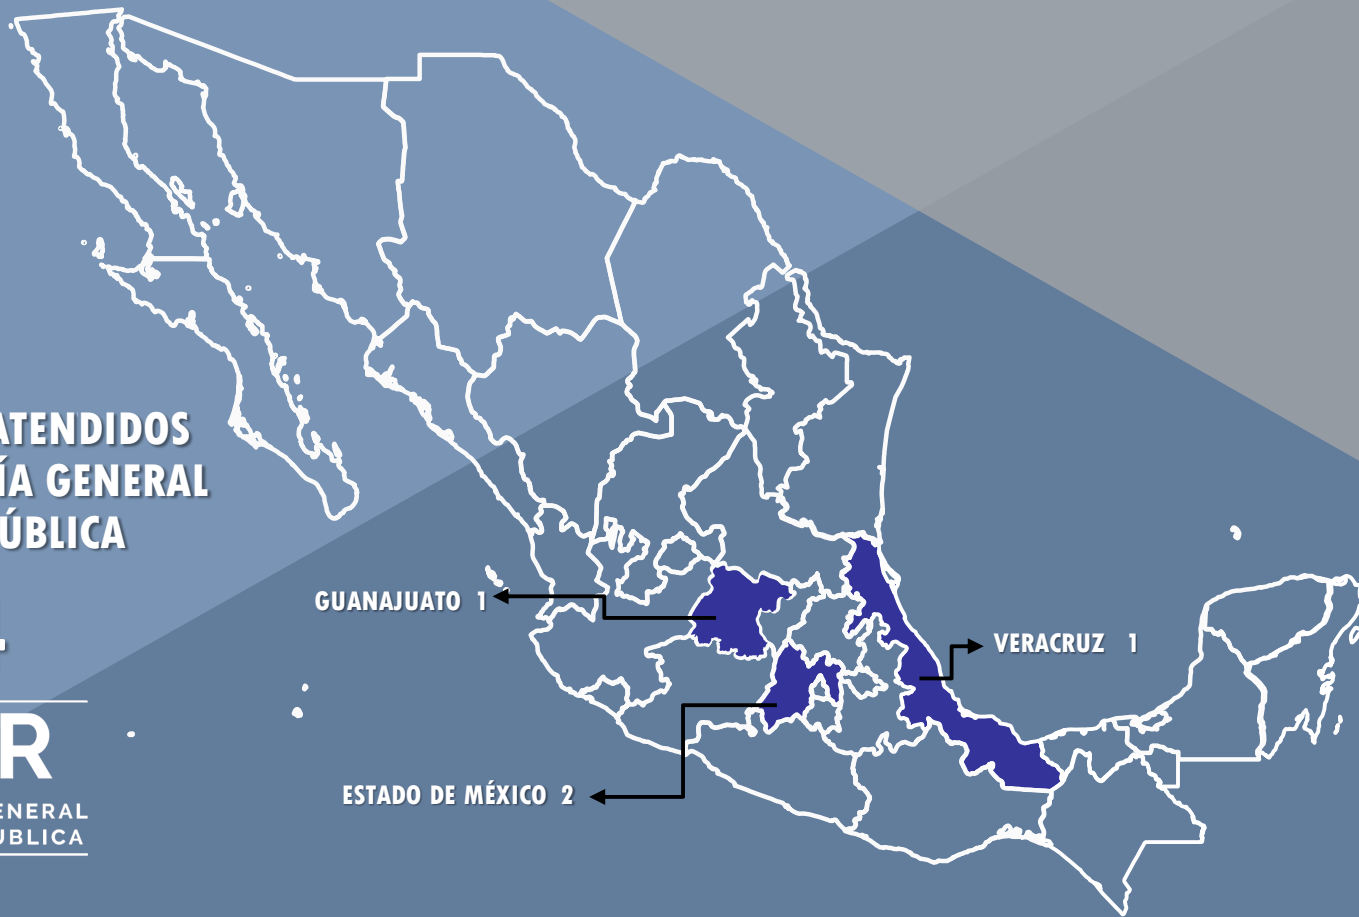 ATENDIDOS
ÍA GENERAL
ÚBLICA
GUANAJUATO 1
VERACRUZ 1
R
ESTADO DE MÉXICO 2
ENERAL
ÚBLICA